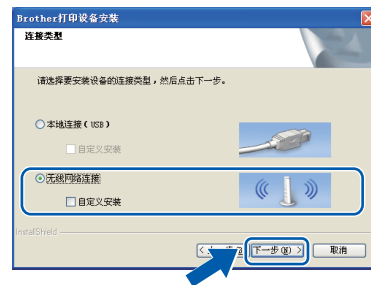 Brother打印设备安装
连接类型
请选择要安装设备的连接类型，然后点击下一步。
本地连接（USB）
自定义安装
无线网络连接
自定义安装
InstallShield
下一步(N) > 取消